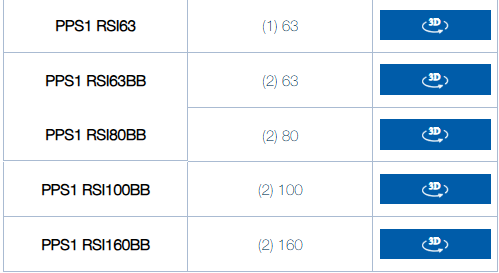 PPS1 RSI63 (1) 63 3D
PPS1 RSI63BB (2) 63 3D
PPS1 RSI80BB (2) 80 3D
PPS1 RSI100BB (2) 100 3D
PPS1 RSI160BB (2) 160 3D